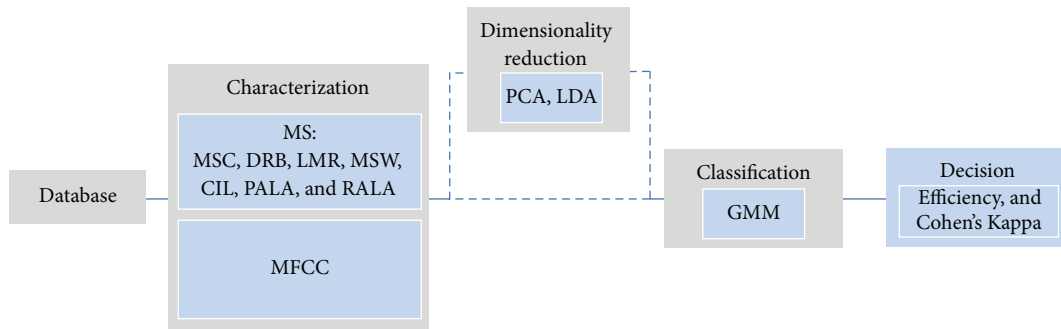 Database
Characterization
MS:
MSC, DRB, LMR, MSW,
CIL, PALA, and RALA
MFCC
Dimensionality
reduction
PCA, LDA
Classification
GMM
Decision
Efficiency, and
Cohen's Kappa